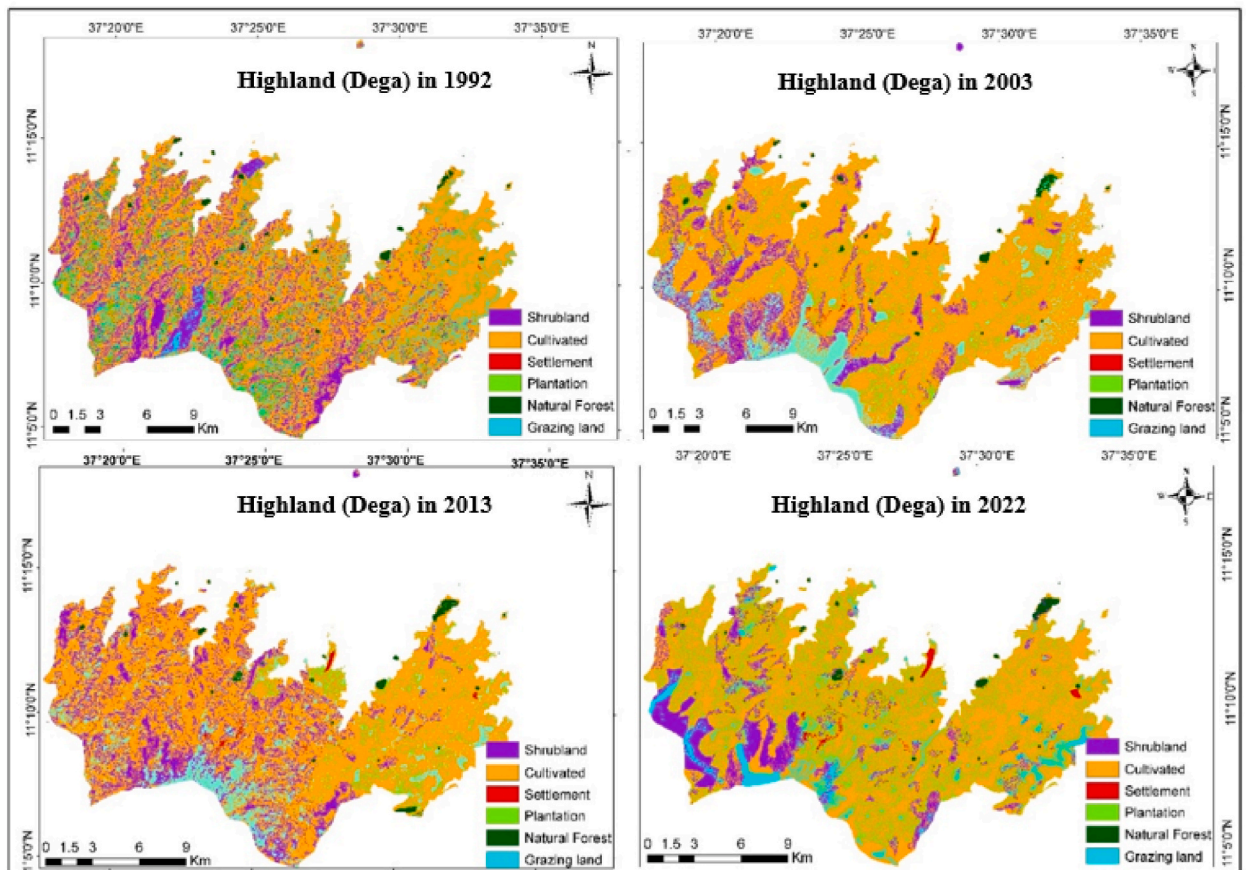 37°20'0"E 37°25'0"E 37°30'0"E 37°35'0"E
Highland (Dega) in 1992
N
11°15'0"N
11°10'0"N
11°5'0"N
Shrubland
Cultivated
Settlement
Plantation
Natural Forest
Grazing land
0 1.5 3 6 9
Km
37°20'0"E 37°25'0"E 37°30'0"E 37°35'0"E
Highland (Dega) in 2003
N
W
S
11°15'0"N
11°10'0"N
11°5'0"N
Shrubland
Cultivated
Settlement
Plantation
Natural Forest
Grazing land
0 1.5 3 6 9
Km
37°20'0"E 37°25'0"E 37°30'0"E 37°35'0"E
Highland (Dega) in 2013
N
11°15'0"N
11°10'0"N
11°5'0"N
Shrubland
Cultivated
Settlement
Plantation
Natural Forest
Grazing land
0 1.5 3 6 9
Km
37°20'0"E 37°25'0"E 37°30'0"E 37°35'0"E
Highland (Dega) in 2022
N
W E
S
11°15'0"N
11°10'0"N
11°5'0"N
Shrubland
Cultivated
Settlement
Plantation
Natural Forest
Grazing land
0 1.5 3 6 9
Km